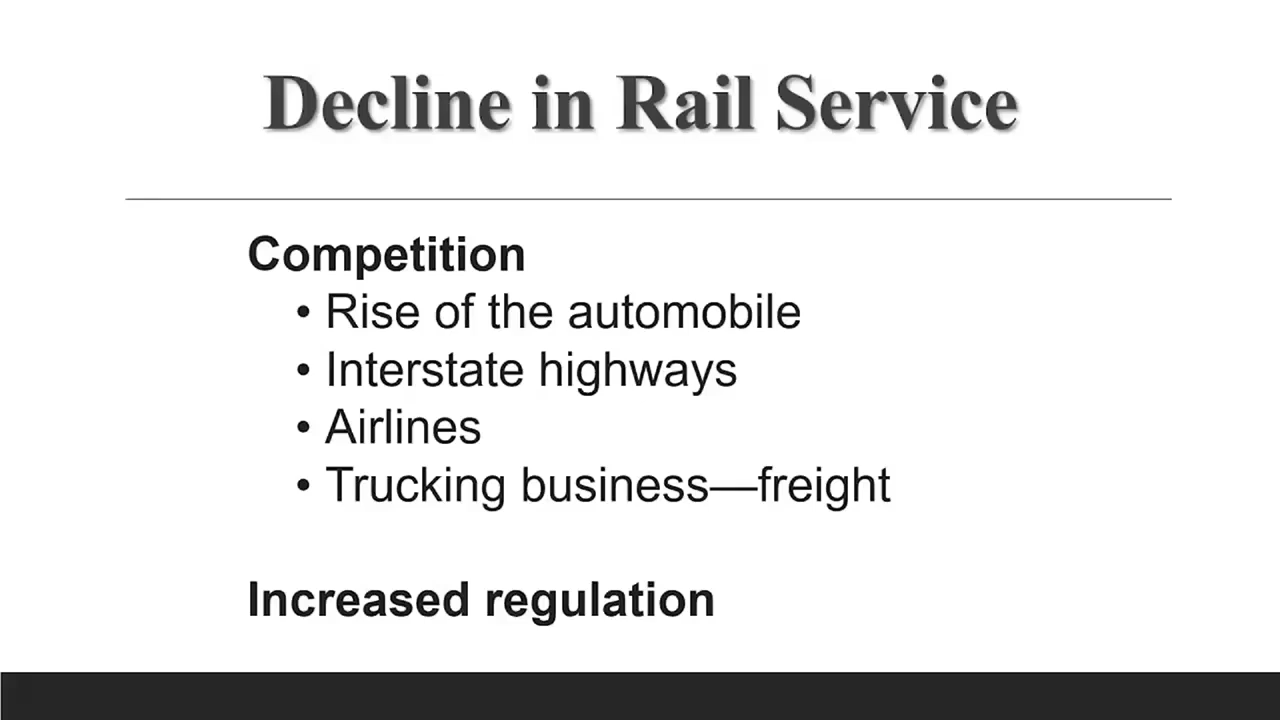 Decline in Rail Service
Competition
• Rise of the automobile
• Interstate highways
• Airlines
• Trucking business—freight
Increased regulation